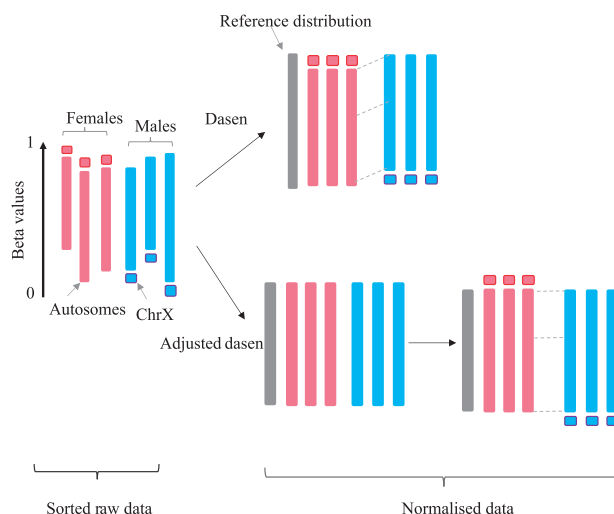 Reference distribution
Females
Males
Dasen
1
Beta values
0
Autosomes
ChrX
Adjusted dasen
Sorted raw data
Normalised data